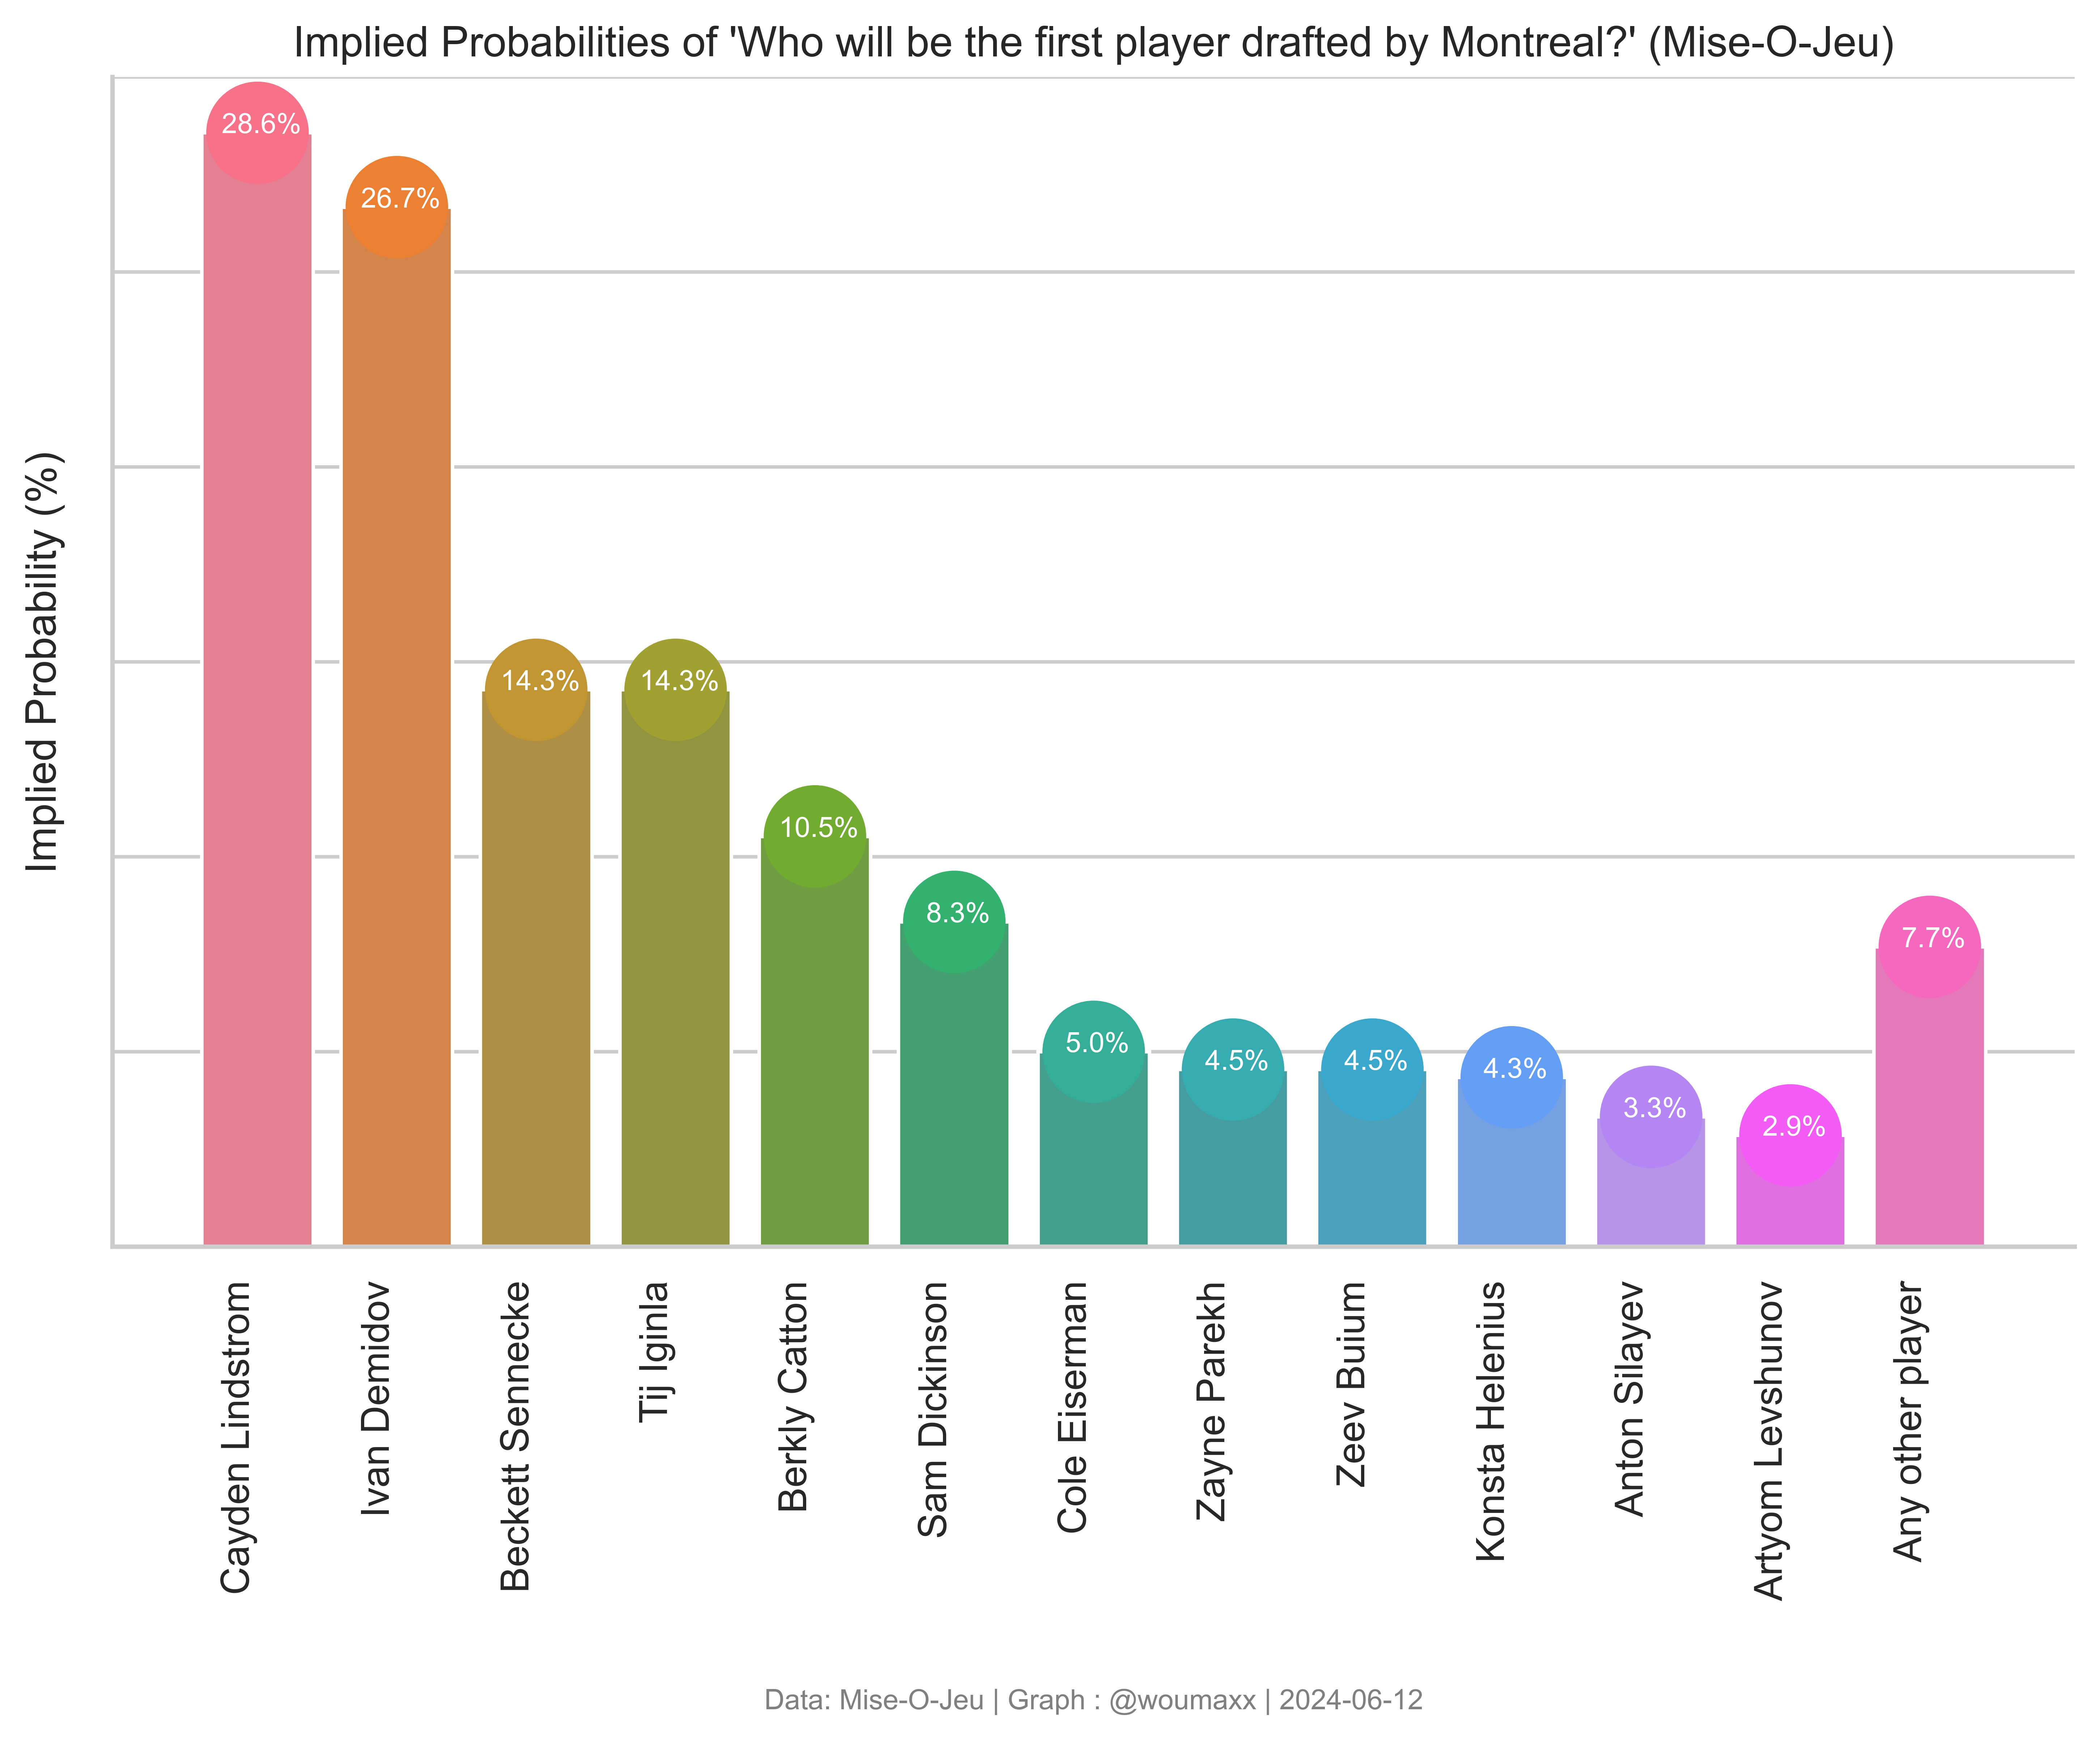 Implied Probabilities of 'Who will be the first player drafted by Montreal?' (Mise-O-Jeu)
Implied Probability (%)
28.6%
26.7%
14.3%
14.3%
10.5%
8.3%
5.0%
4.5%
4.5%
4.3%
3.3%
2.9%
7.7%
Cayden Lindstrom
Ivan Demidov
Beckett Sennecke
Tij Iginla
Berkly Catton
Sam Dickinson
Cole Eiserman
Zayne Parekh
Zeev Buium
Konsta Helenius
Anton Silayev
Artyom Levshunov
Any other player
Data: Mise-O-Jeu | Graph : @woumaxx | 2024-06-12